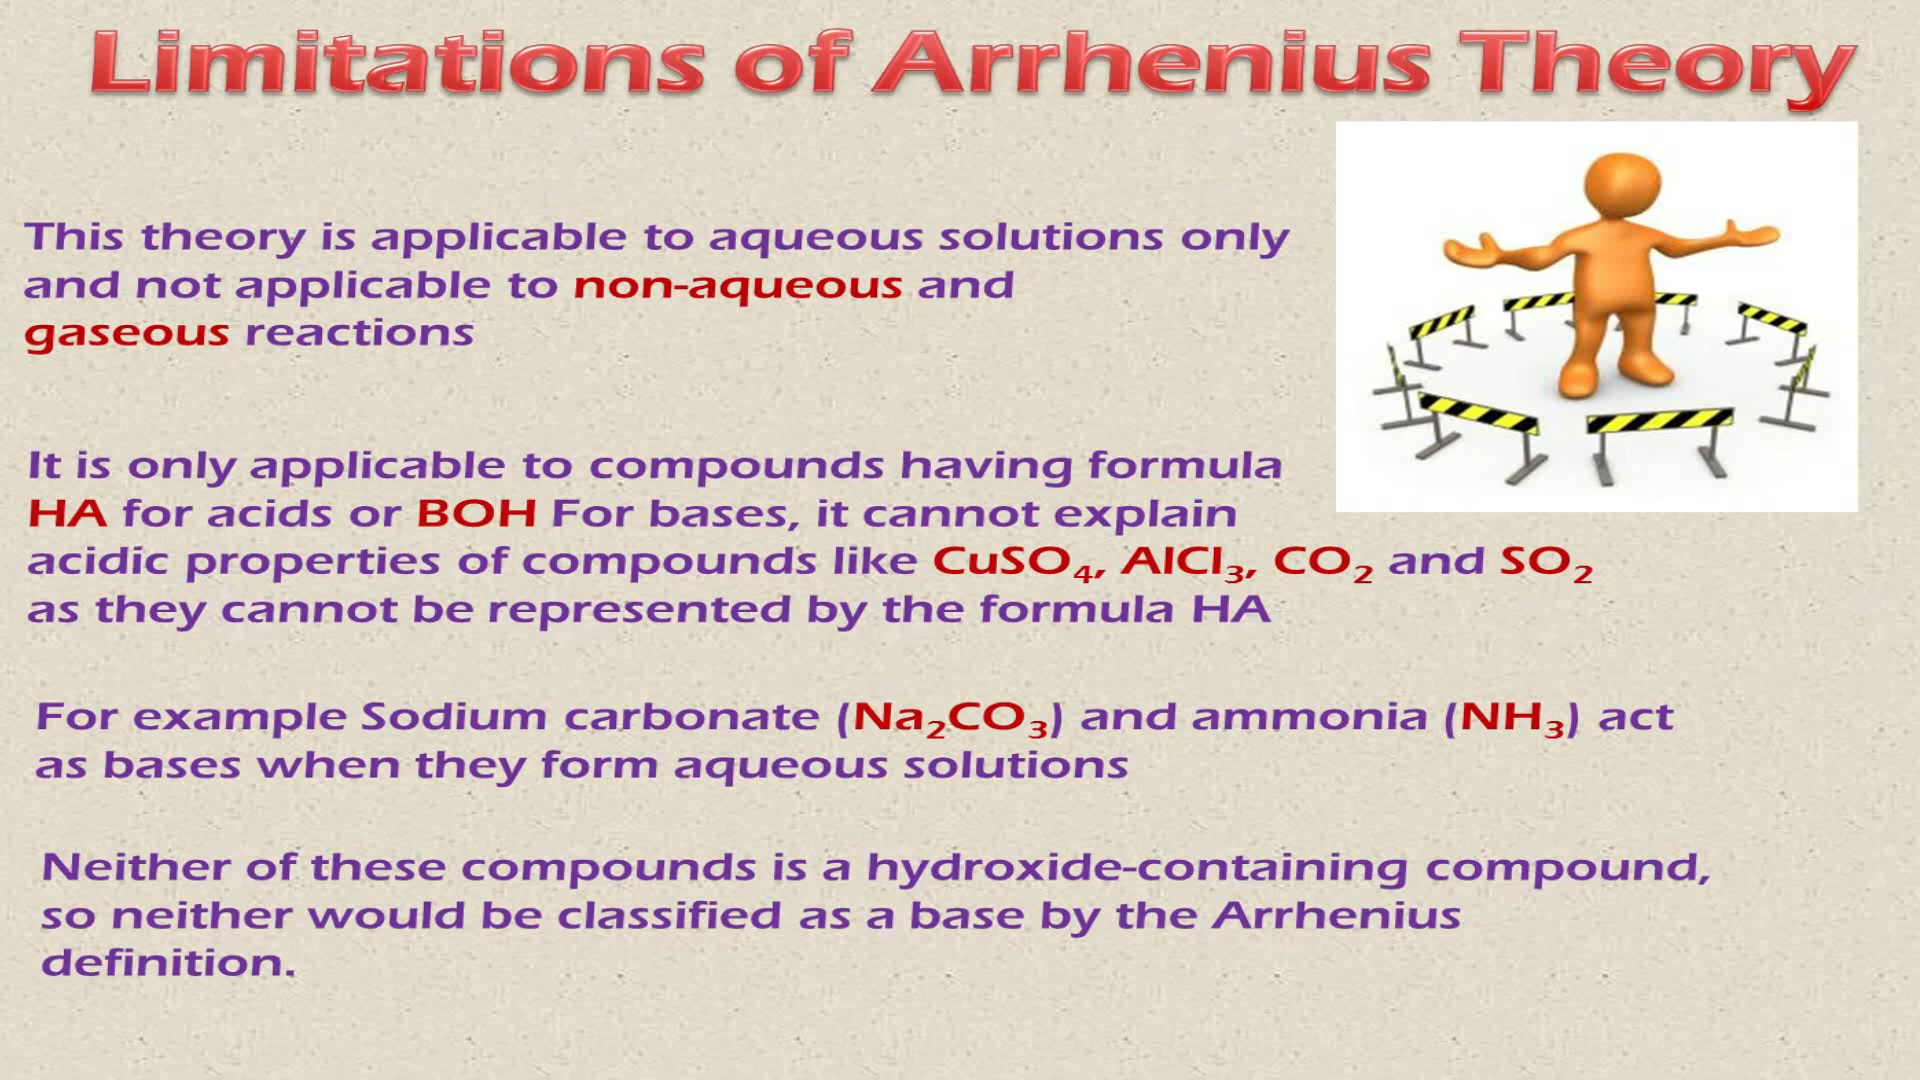 Limitations of Arrhenius Theory
This theory is applicable to aqueous solutions only
and not applicable to non-aqueous and
gaseous reactions
It is only applicable to compounds having formula
HA for acids or BOH For bases, it cannot explain
acidic properties of compounds like CuSO₄, AlCl₃, CO₂ and SO₂
as they cannot be represented by the formula HA
For example Sodium carbonate (Na₂CO₃) and ammonia (NH₃) act
as bases when they form aqueous solutions
Neither of these compounds is a hydroxide-containing compound,
so neither would be classified as a base by the Arrhenius
definition.